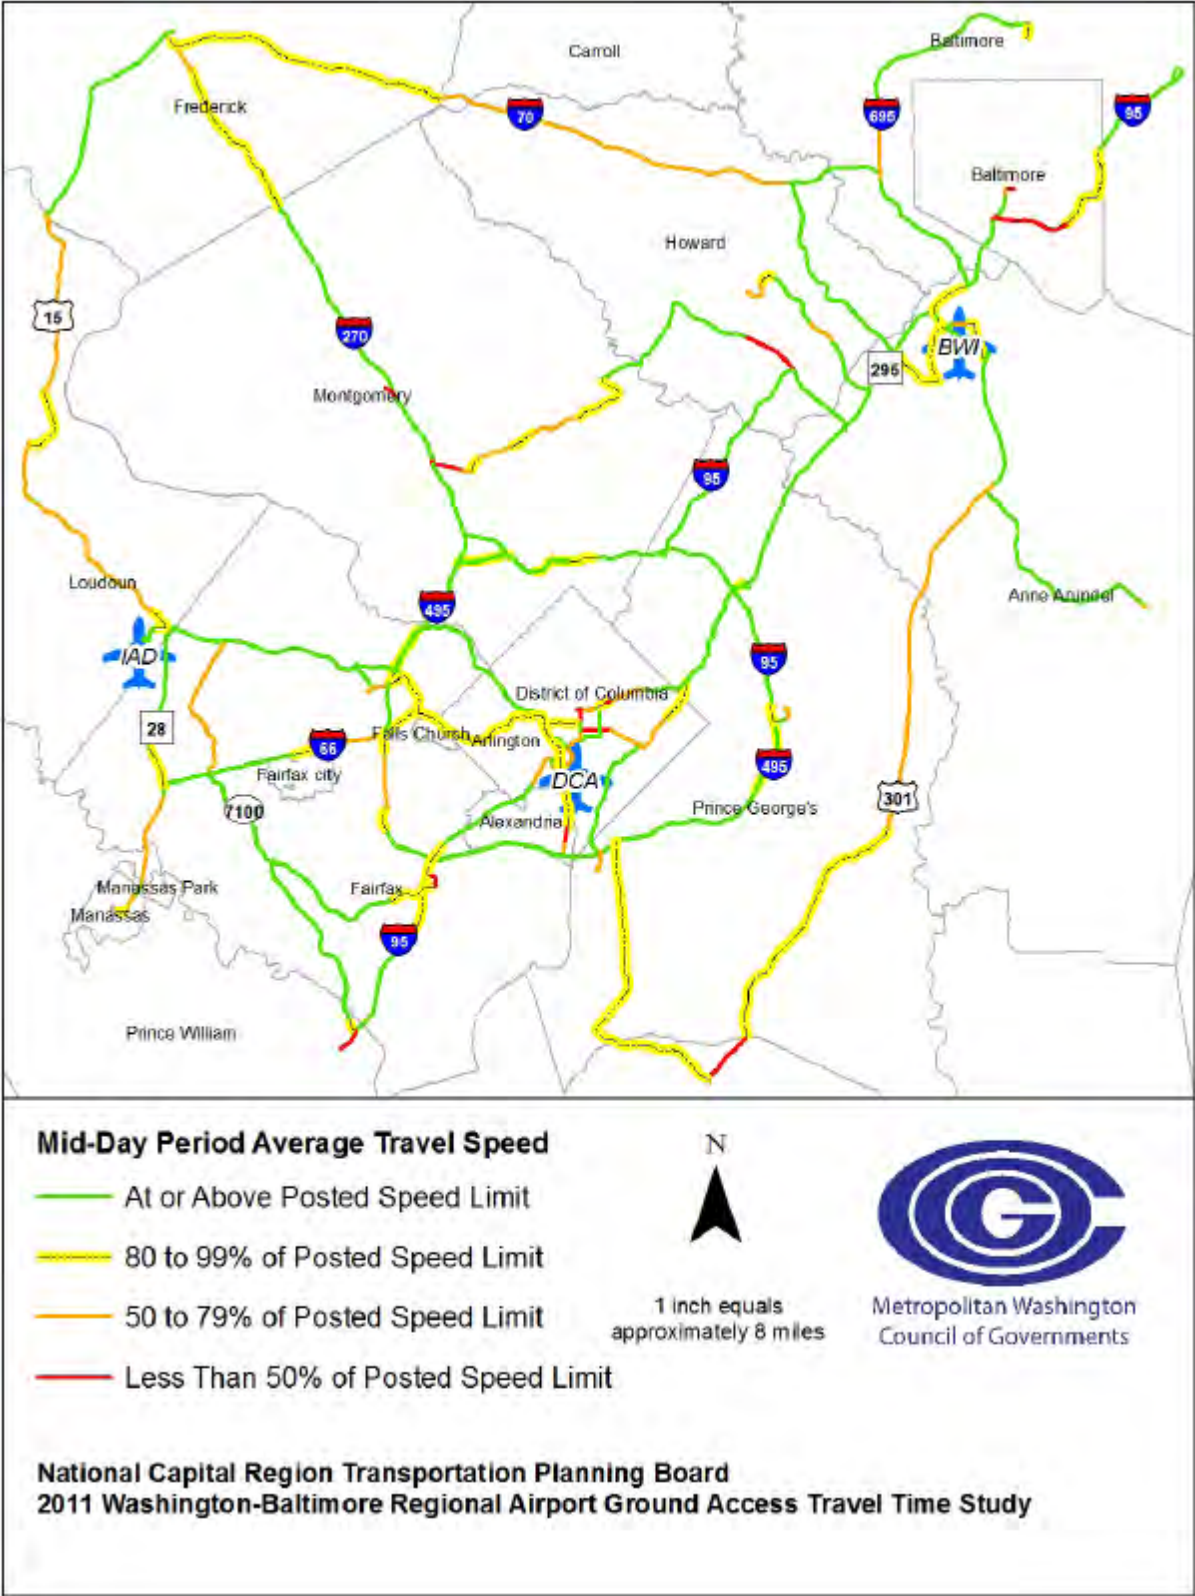 Carroll
Baltimore
Frederick
70
695
95
Baltimore
Howard
15
270
BWI
295
Montgomery
95
Loudoun
495
Anne Arundel
IAD
95
District of Columbia
28
66
Falls Church
Arlington
Fairfax city
495
DCA
7100
Prince George's
301
Alexandria
Manassas Park
Fairfax
Manassas
95
Prince William
Mid-Day Period Average Travel Speed
At or Above Posted Speed Limit
80 to 99% of Posted Speed Limit
50 to 79% of Posted Speed Limit
Less Than 50% of Posted Speed Limit
N
1 inch equals
approximately 8 miles
COG
Metropolitan Washington
Council of Governments
National Capital Region Transportation Planning Board
2011 Washington-Baltimore Regional Airport Ground Access Travel Time Study